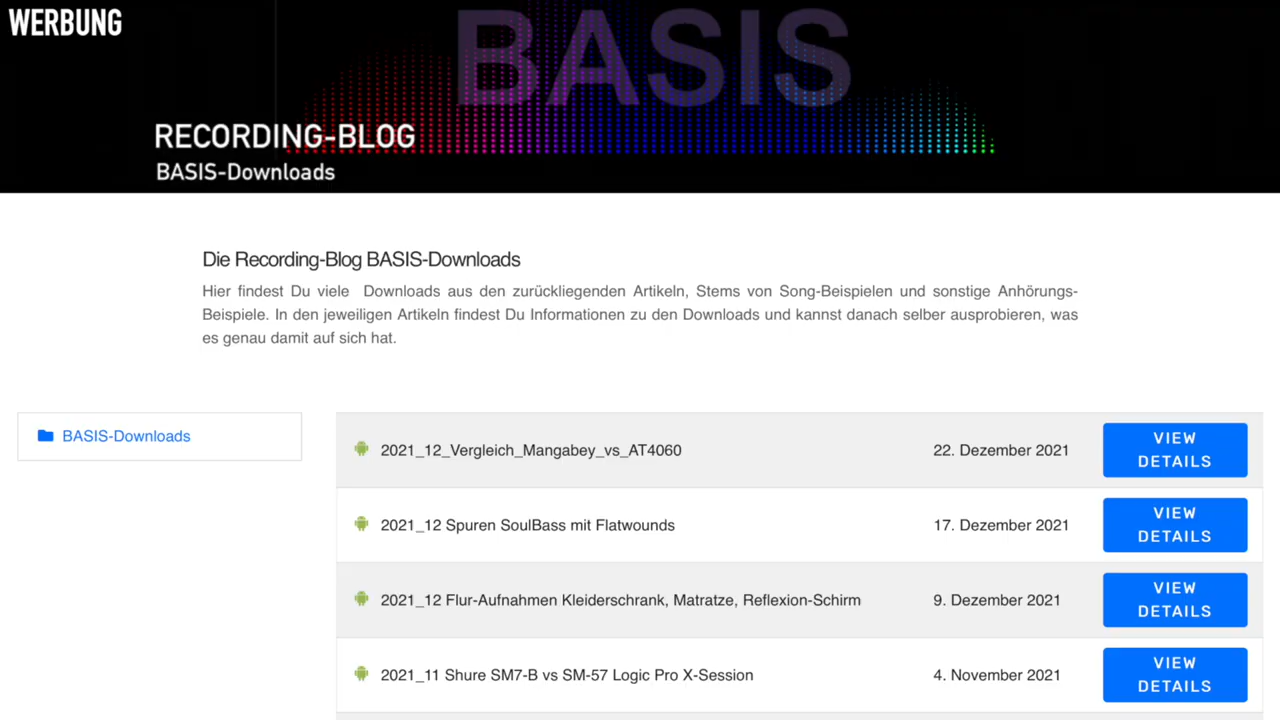 WERBUNG
BASIS
RECORDING-BLOG
BASIS-Downloads
Die Recording-Blog BASIS-Downloads
Hier findest Du viele Downloads aus den zurückliegenden Artikeln, Stems von Song-Beispielen und sonstige Anhörungs-
Beispiele. In den jeweiligen Artikeln findest Du Informationen zu den Downloads und kannst danach selber ausprobieren, was
es genau damit auf sich hat.
BASIS-Downloads
2021_12_Vergleich_Mangabey_vs_AT4060 22. Dezember 2021 VIEW
DETAILS
2021_12 Spuren SoulBass mit Flatwounds 17. Dezember 2021 VIEW
DETAILS
2021_12 Flur-Aufnahmen Kleiderschrank, Matratze, Reflexion-Schirm 9. Dezember 2021 VIEW
DETAILS
2021_11 Shure SM7-B vs SM-57 Logic Pro X-Session 4. November 2021 VIEW
DETAILS